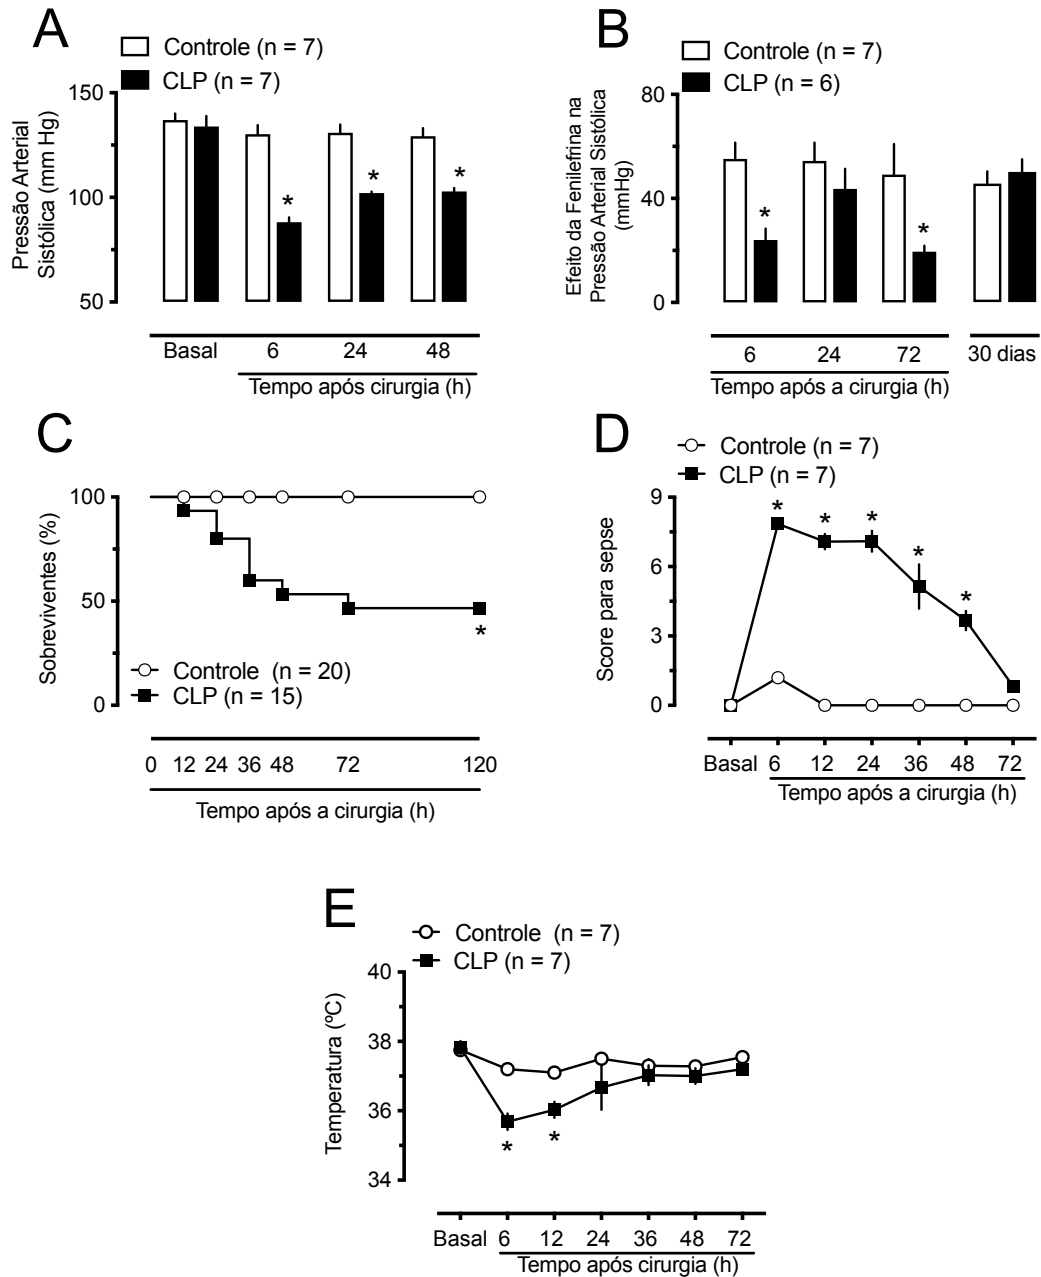 A
Controle (n = 7)
CLP (n = 7)
Pressão Arterial
Sistólica (mm Hg)
150
100
50
*
*
*
Basal
6
24
48
Tempo após cirurgia (h)
B
Controle (n = 7)
CLP (n = 6)
Efeito da Fenilefrina na
Pressão Arterial Sistólica
(mmHg)
80
40
0
*
*
6
24
72
30 dias
Tempo após a cirurgia (h)
C
Sobreviventes (%)
100
50
0
*
Controle (n = 20)
CLP (n = 15)
0 12 24 36 48 72 120
Tempo após a cirurgia (h)
D
Controle (n = 7)
CLP (n = 7)
Score para sepse
9
6
3
0
*
*
*
*
*
Basal 6 12 24 36 48 72
Tempo após a cirurgia (h)
E
Controle (n = 7)
CLP (n = 7)
Temperatura (ºC)
40
38
36
34
*
*
Basal 6 12 24 36 48 72
Tempo após cirurgia (h)